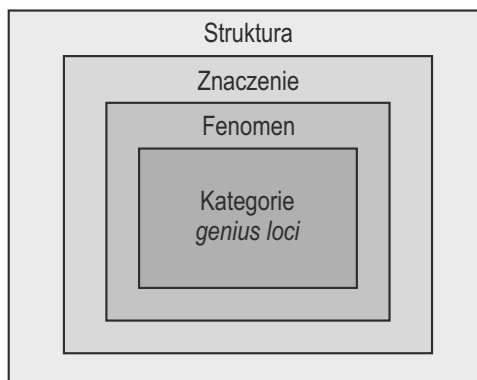 Struktura
Znaczenie
Fenomen
Kategorie
genius loci